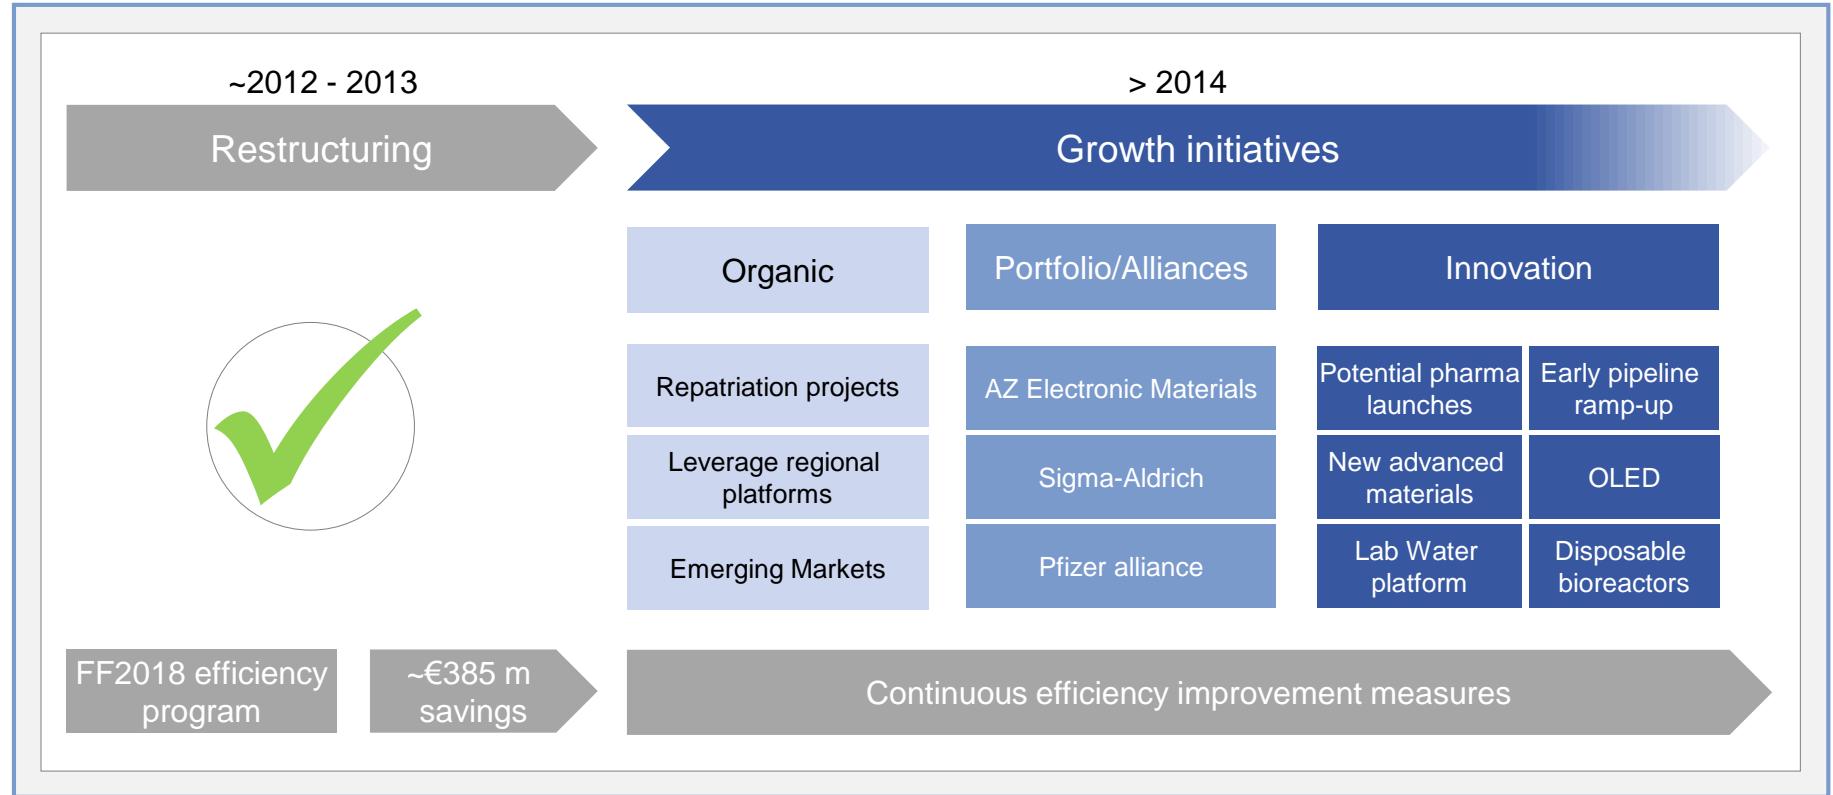 ~2012 - 2013
> 2014
Restructuring
Growth initiatives
Organic
Portfolio/Alliances
Innovation
Repatriation projects
AZ Electronic Materials
Potential pharma
launches
Early pipeline
ramp-up
Leverage regional
platforms
Sigma-Aldrich
New advanced
materials
OLED
Emerging Markets
Pfizer alliance
Lab Water
platform
Disposable
bioreactors
FF2018 efficiency
program
~€385 m
savings
Continuous efficiency improvement measures